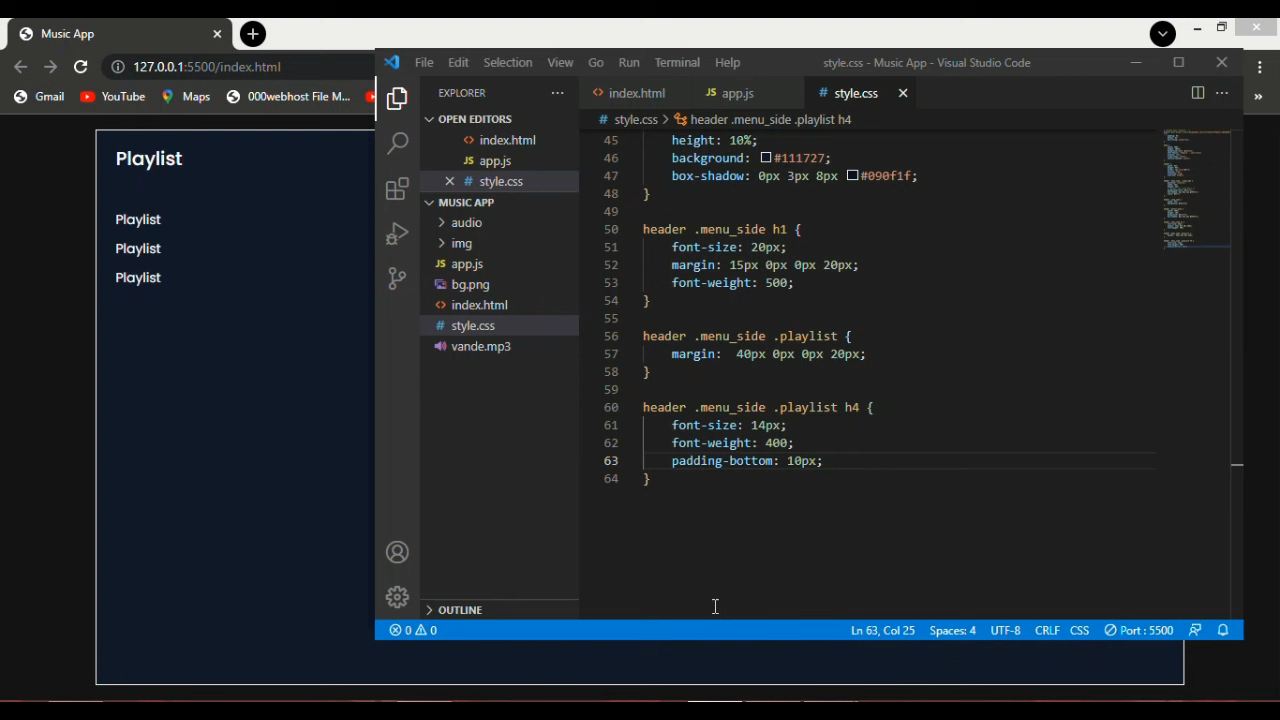 Music App
127.0.0.1:5500/index.html
Gmail YouTube Maps 000webhost File M...
Playlist
Playlist
Playlist
Playlist
File Edit Selection View Go Run Terminal Help style.css - Music App - Visual Studio Code
EXPLORER
OPEN EDITORS
index.html
JS app.js
# style.css
MUSIC APP
audio
img
JS app.js
bg.png
index.html
# style.css
vande.mp3
OUTLINE
index.html JS app.js # style.css
# style.css > header .menu_side .playlist h4
45 height: 10%;
46 background: #111727;
47 box-shadow: 0px 3px 8px #090f1f;
48 }
49
50 header .menu_side h1 {
51 font-size: 20px;
52 margin: 15px 0px 0px 20px;
53 font-weight: 500;
54 }
55
56 header .menu_side .playlist {
57 margin:  40px 0px 0px 20px;
58 }
59
60 header .menu_side .playlist h4 {
61 font-size: 14px;
62 font-weight: 400;
63 padding-bottom: 10px;
64 }
0 0 Ln 63, Col 25 Spaces: 4 UTF-8 CRLF CSS Port : 5500